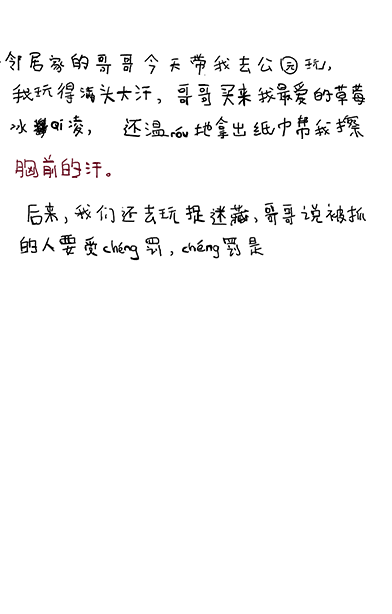 邻居家的哥哥今天带我去公园玩,
我玩得满头大汗,哥哥买来我最爱的草莓
冰qi凌, 还温róu地拿出纸巾帮我擦
胸前的汗。
后来,我们还去玩捉迷藏,哥哥说被抓
的人要受chéng罚,chéng罚是